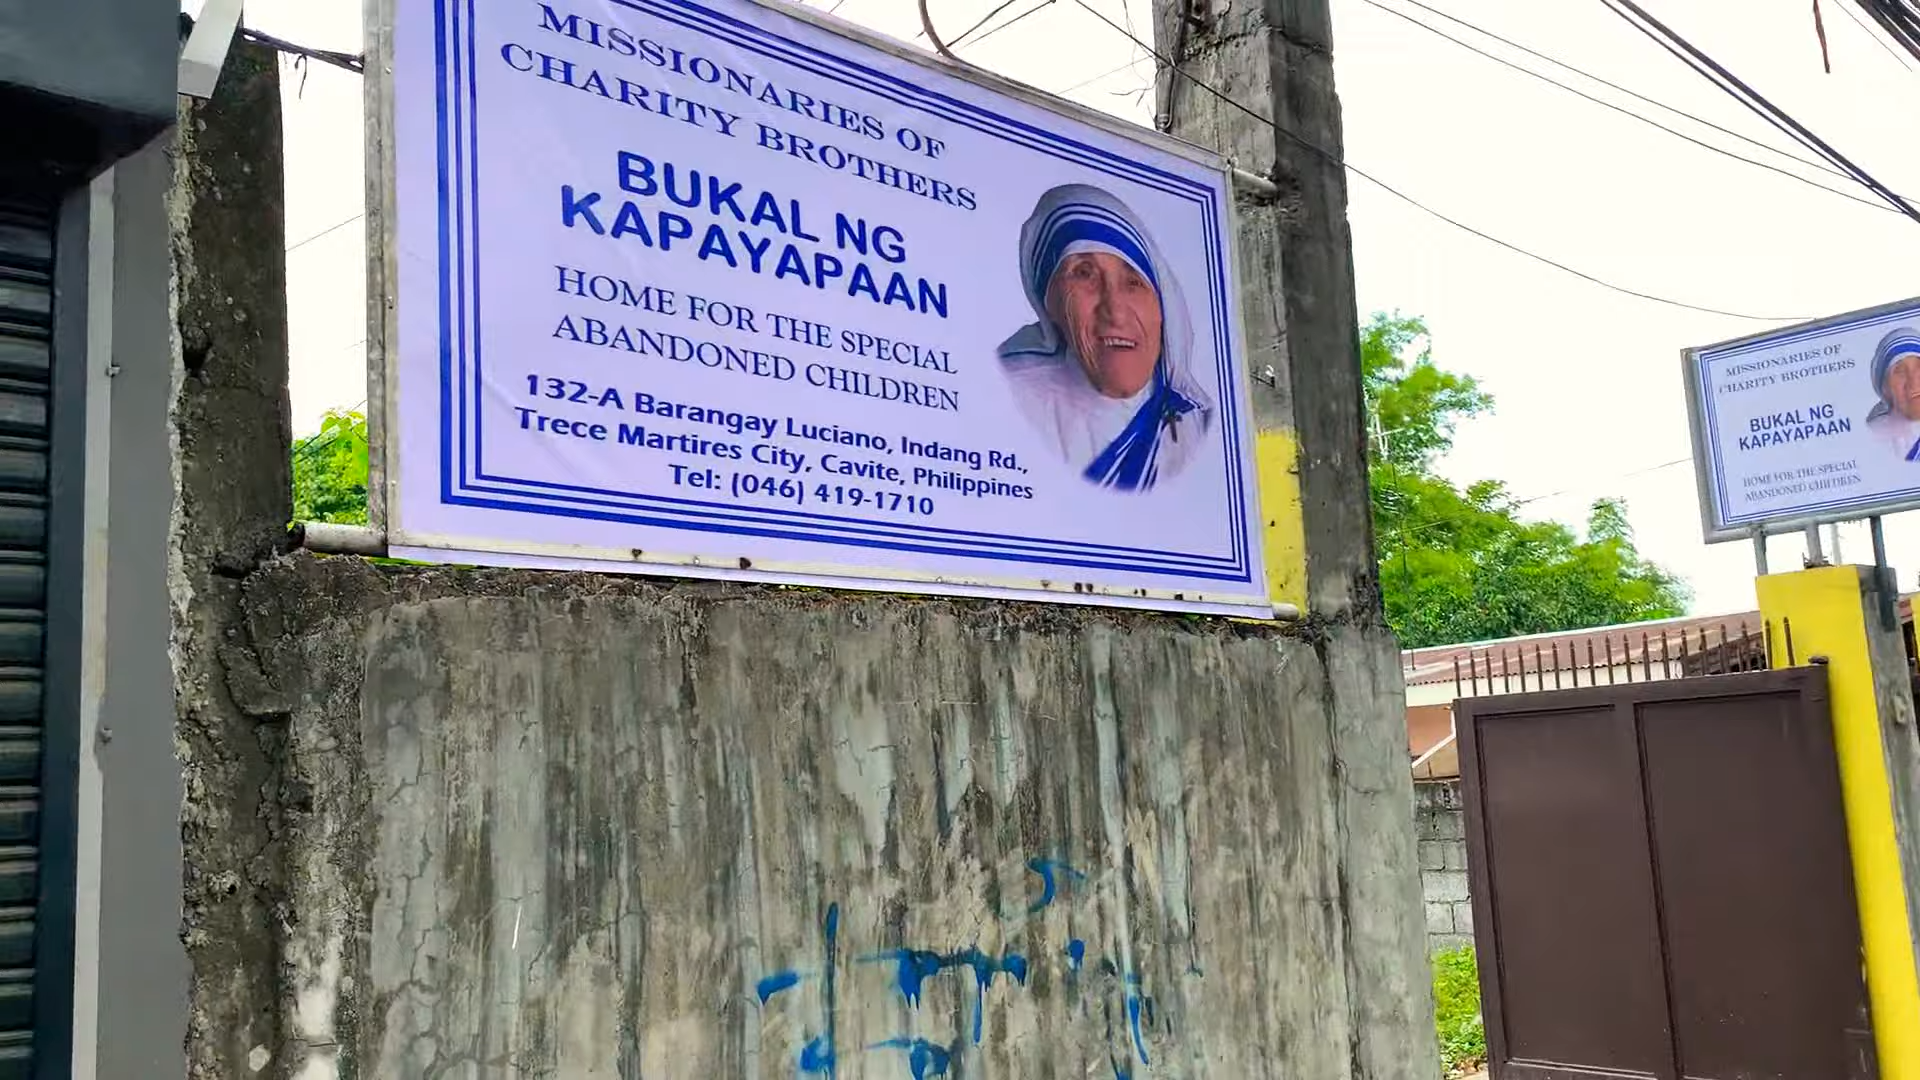 MISSIONARIES OF
CHARITY BROTHERS
BUKAL NG
KAPAYAPAAN
HOME FOR THE SPECIAL
ABANDONED CHILDREN
132-A Barangay Luciano, Indang Rd.,
Trece Martires City, Cavite, Philippines
Tel: (046) 419-1710
MISSIONARIES OF
CHARITY BROTHERS
BUKAL NG
KAPAYAPAAN
HOME FOR THE SPECIAL
ABANDONED CHILDREN